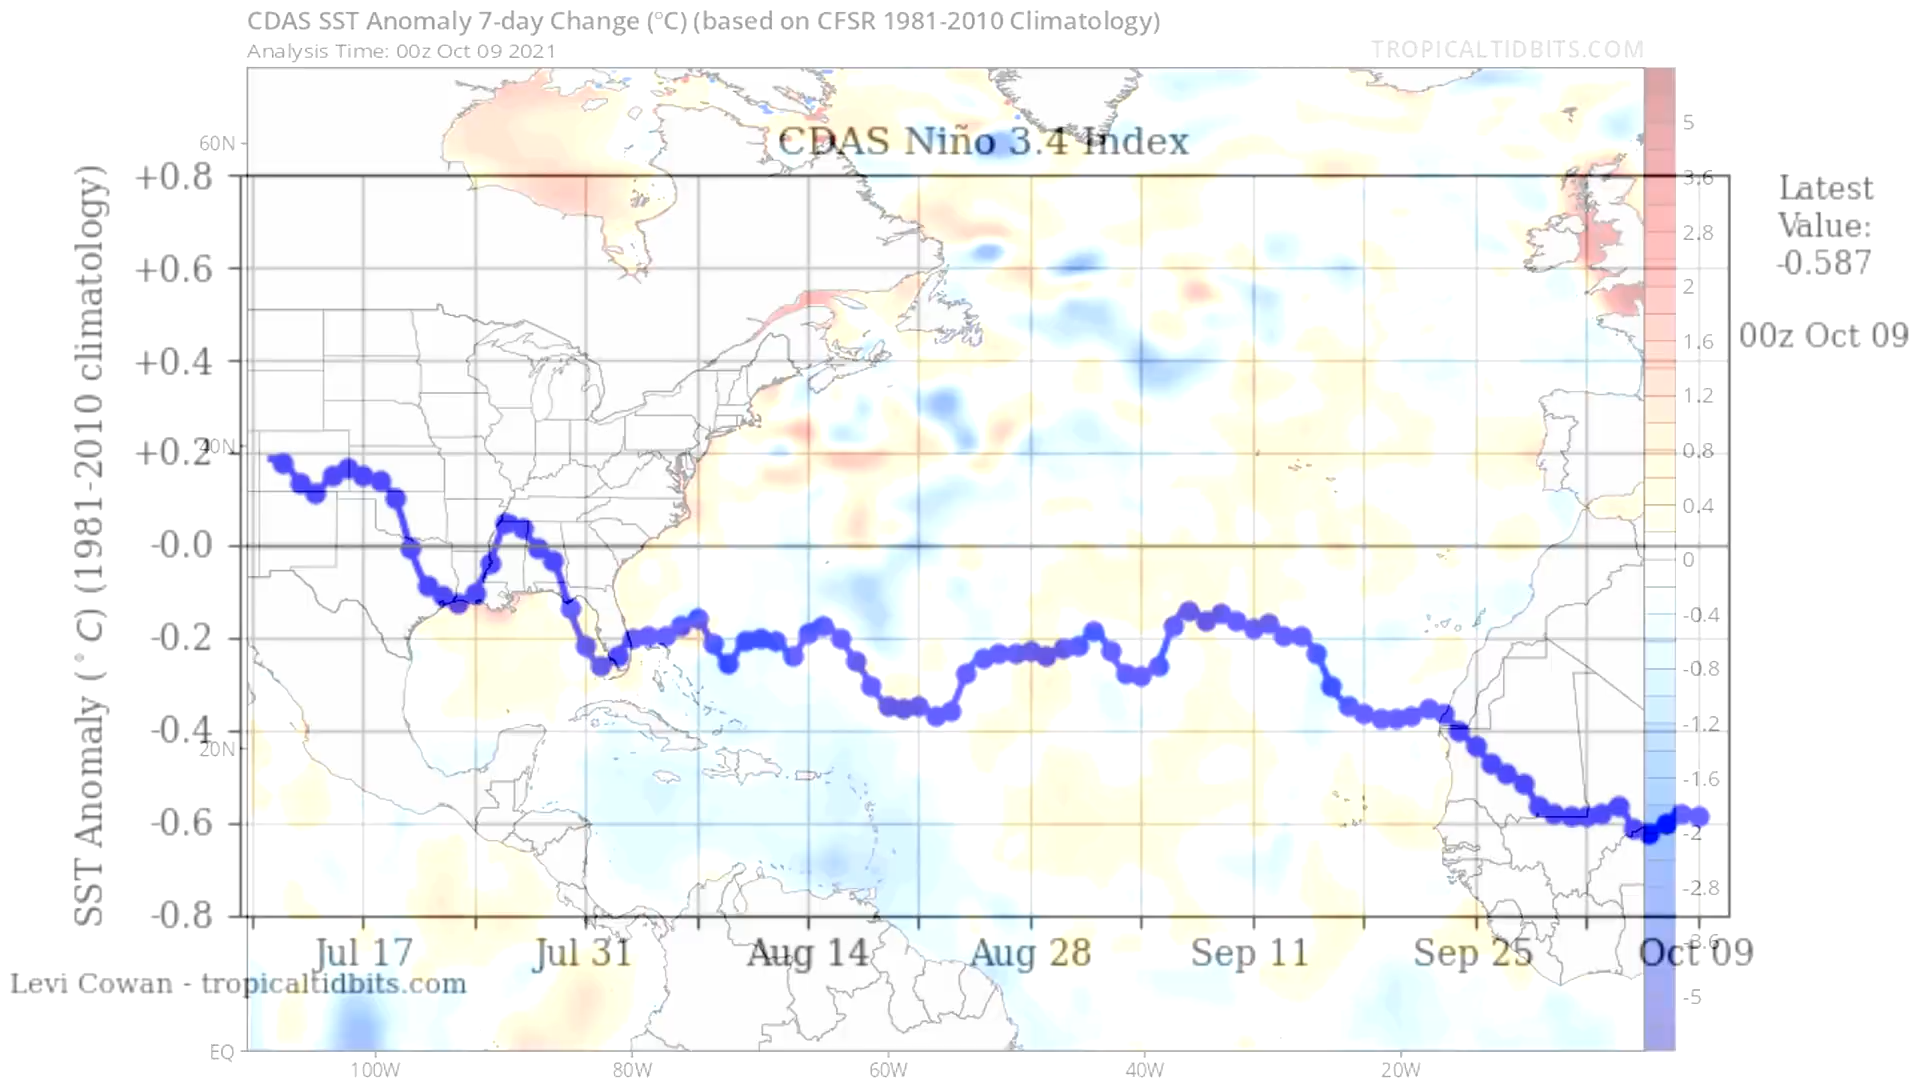 CDAS SST Anomaly 7-day Change (°C) (based on CFSR 1981-2010 Climatology)
Analysis Time: 00z Oct 09 2021
TROPICALTIDBITS.COM
CDAS Niño 3.4 Index
SST Anomaly (°C) (1981-2010 climatology)
+0.8
+0.6
+0.4
+0.2
-0.0
-0.2
-0.4
-0.6
-0.8
60N
40N
20N
EQ
Latest
Value:
-0.587
00z Oct 09
5
3.6
2.8
2
1.6
1.2
0.8
0.4
0
-0.4
-0.8
-1.2
-1.6
-2
-2.8
-3.6
-5
Jul 17
Jul 31
Aug 14
Aug 28
Sep 11
Sep 25
Oct 09
Levi Cowan - tropicaltidbits.com
100W
80W
60W
40W
20W